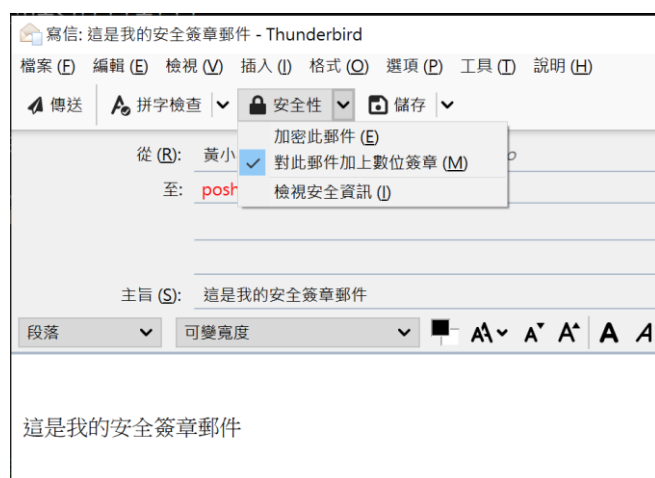 寫信: 這是我的安全簽章郵件 - Thunderbird
檔案 (F) 編輯 (E) 檢視 (V) 插入 (I) 格式 (O) 選項 (P) 工具 (T) 說明 (H)
傳送 拼字檢查 安全性 儲存
加密此郵件 (E)
從 (R): 黃小
對此郵件加上數位簽章 (M)
至: posh
檢視安全資訊 (I)
主旨 (S): 這是我的安全簽章郵件
段落 可變寬度
這是我的安全簽章郵件